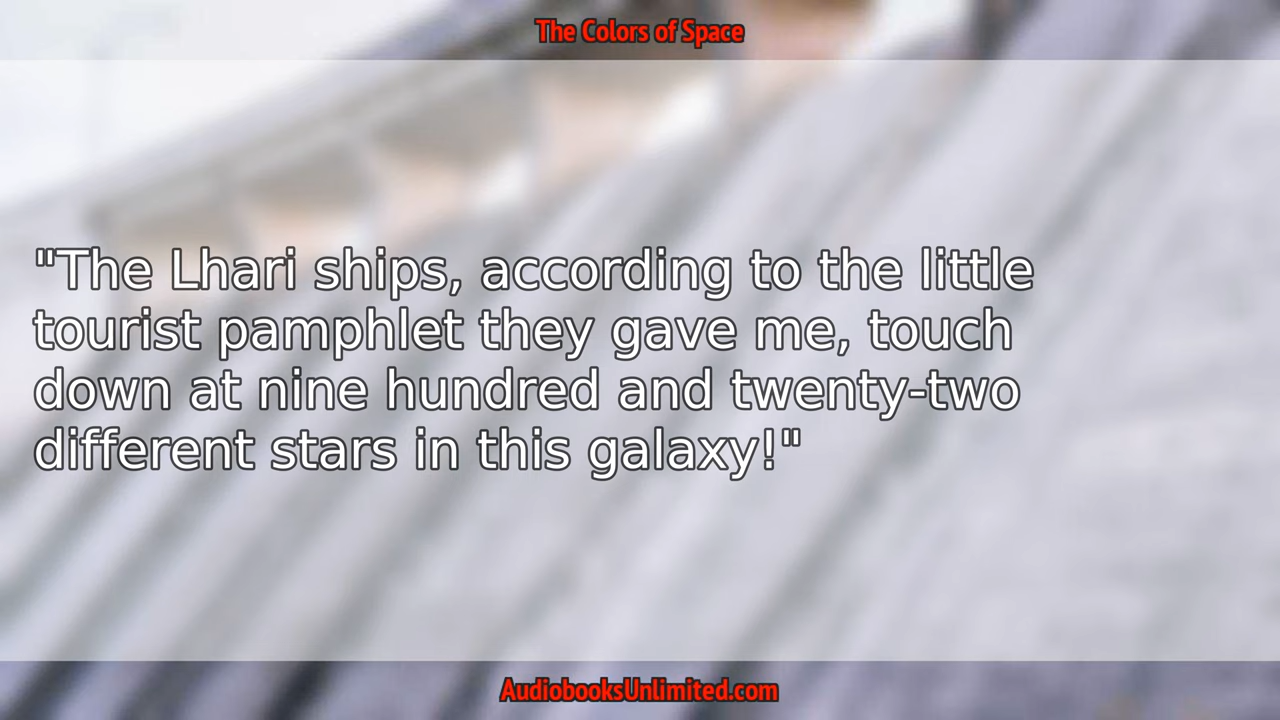 The Colors of Space
"The Lhari ships, according to the little
tourist pamphlet they gave me, touch
down at nine hundred and twenty-two
different stars in this galaxy!"
AudiobooksUnlimited.com